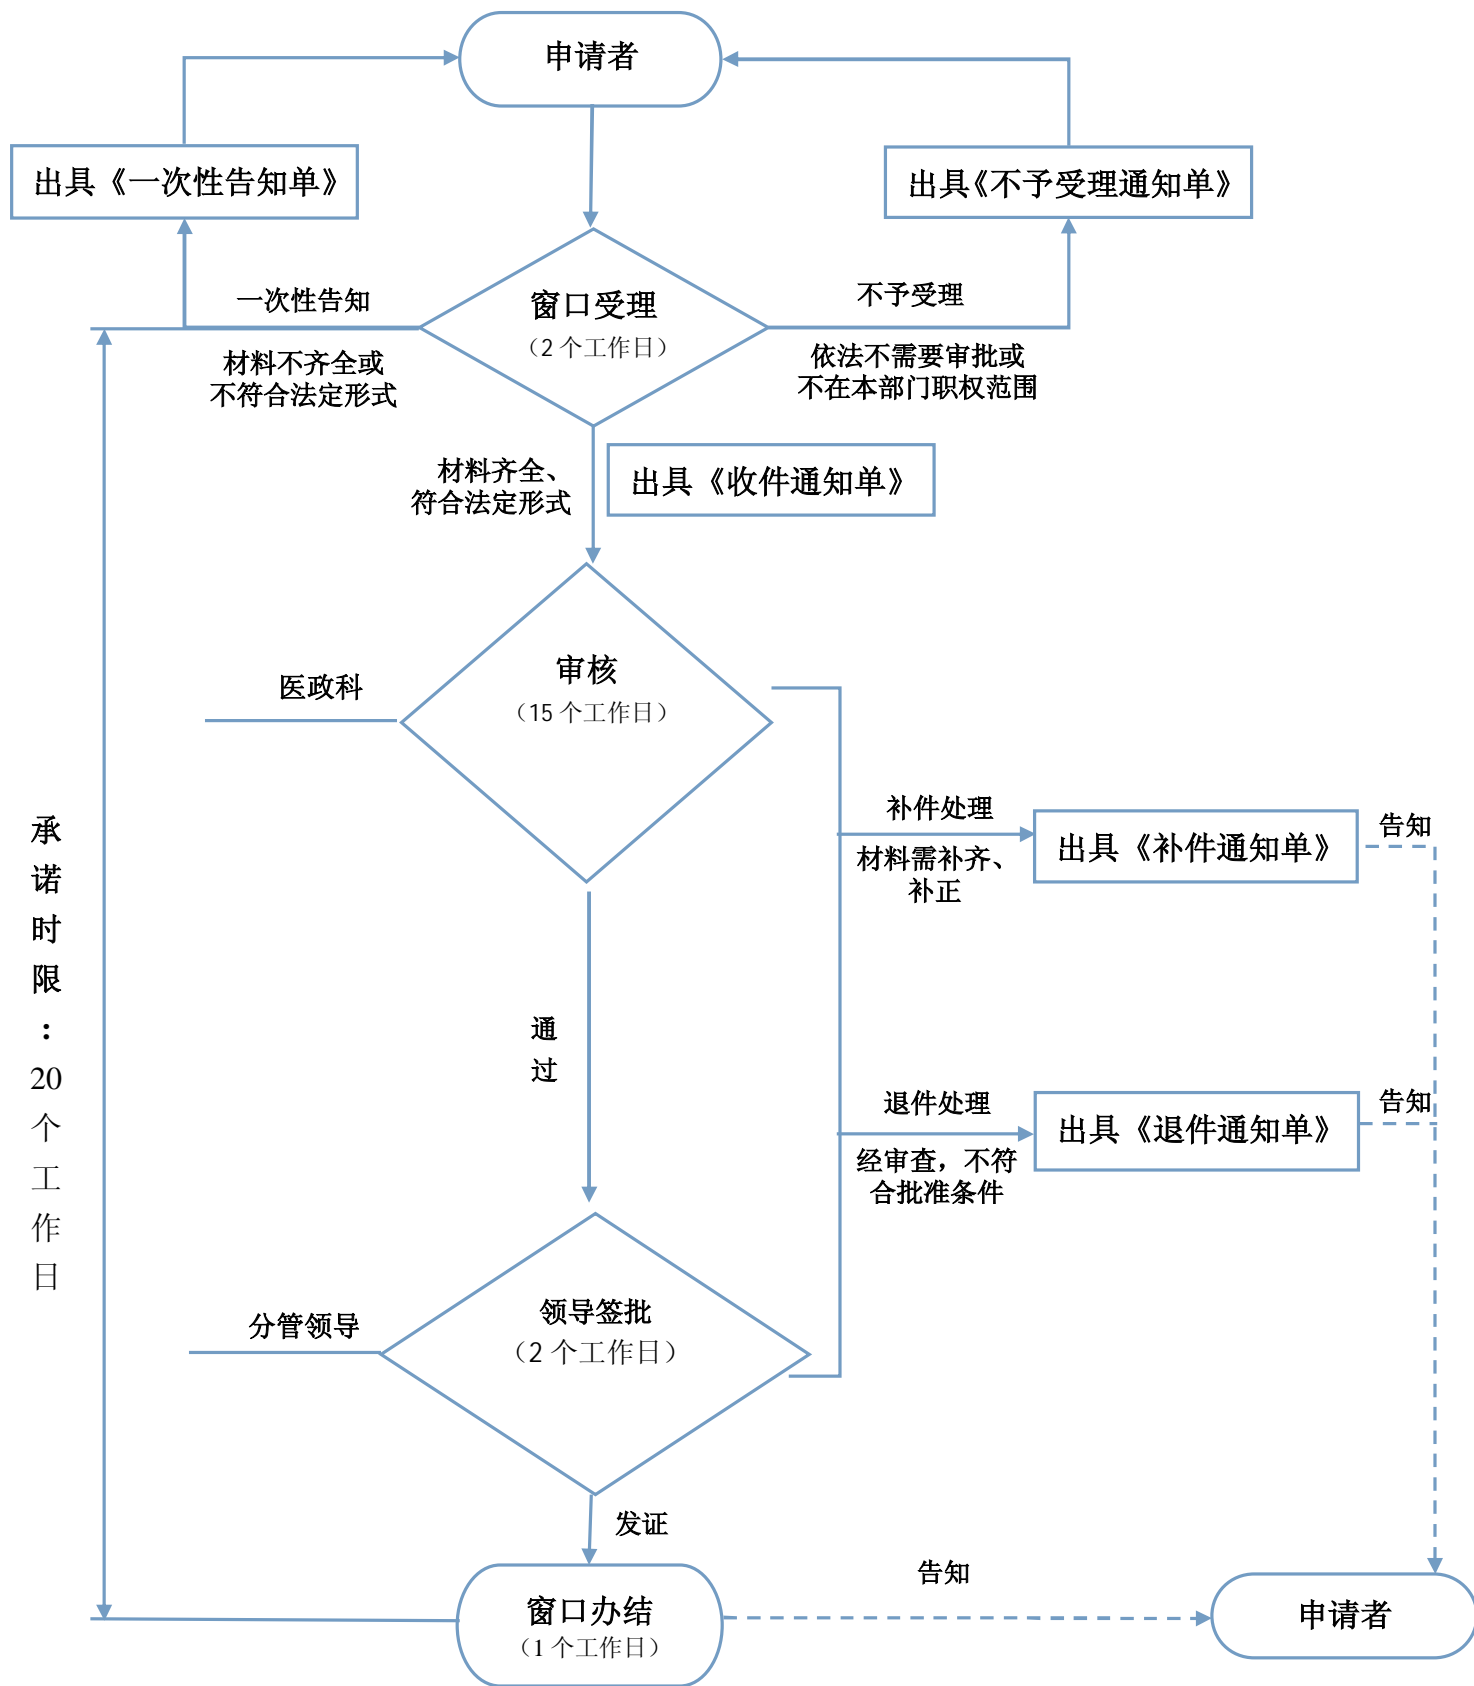 申请者
出具《一次性告知单》
出具《不予受理通知单》
一次性告知
窗口受理
（2 个工作日）
不予受理
材料不齐全或
不符合法定形式
依法不需要审批或
不在本部门职权范围
材料齐全、
符合法定形式
出具《收件通知单》
医政科
审核
（15 个工作日）
补件处理
材料需补齐、
补正
出具《补件通知单》
告知
承诺时限：20个工作日
通过
退件处理
经审查，不符
合批准条件
出具《退件通知单》
告知
分管领导
领导签批
（2 个工作日）
发证
窗口办结
（1 个工作日）
告知
申请者